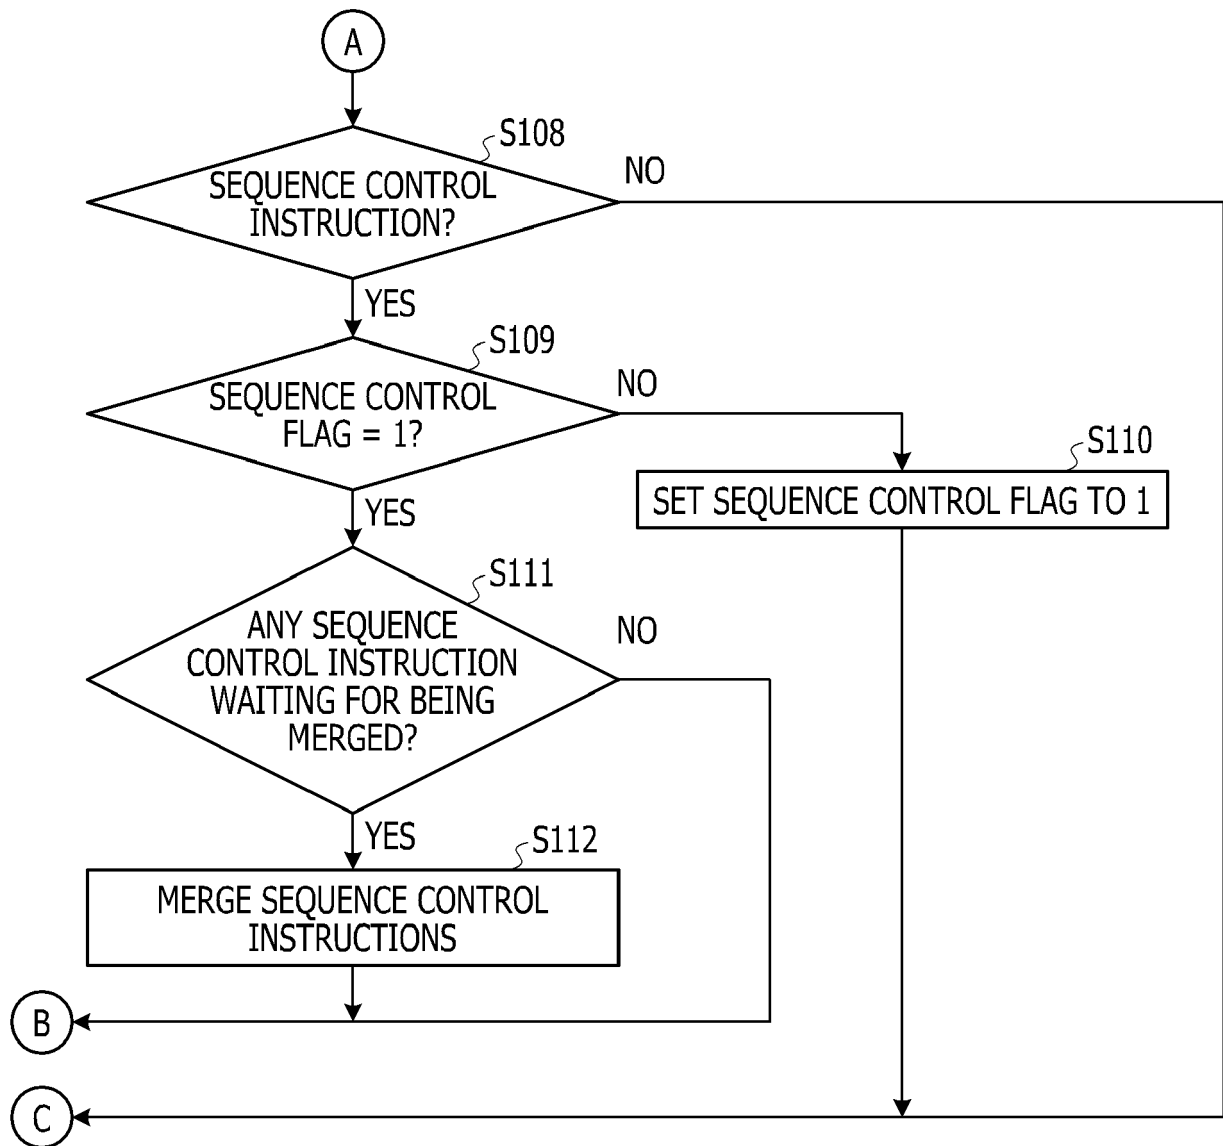 A
S108
SEQUENCE CONTROL
INSTRUCTION?
NO
YES
S109
SEQUENCE CONTROL
FLAG = 1?
NO
YES
S110
SET SEQUENCE CONTROL FLAG TO 1
S111
ANY SEQUENCE
CONTROL INSTRUCTION
WAITING FOR BEING
MERGED?
NO
YES
S112
MERGE SEQUENCE CONTROL
INSTRUCTIONS
B
C